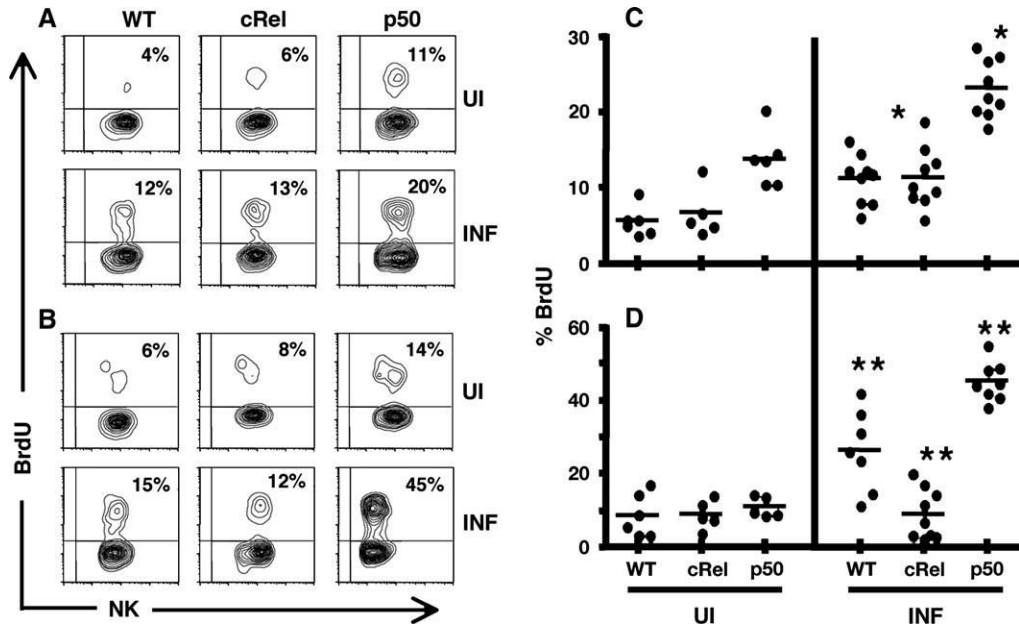 A WT cRel p50
4% 6% 11% UI
12% 13% 20% INF
B
6% 8% 14% UI
15% 12% 45% INF
BrdU
NK
C
30
20
10
0
*
*
% BrdU
D
60
40
20
0
**
**
**
WT cRel p50 WT cRel p50
UI INF